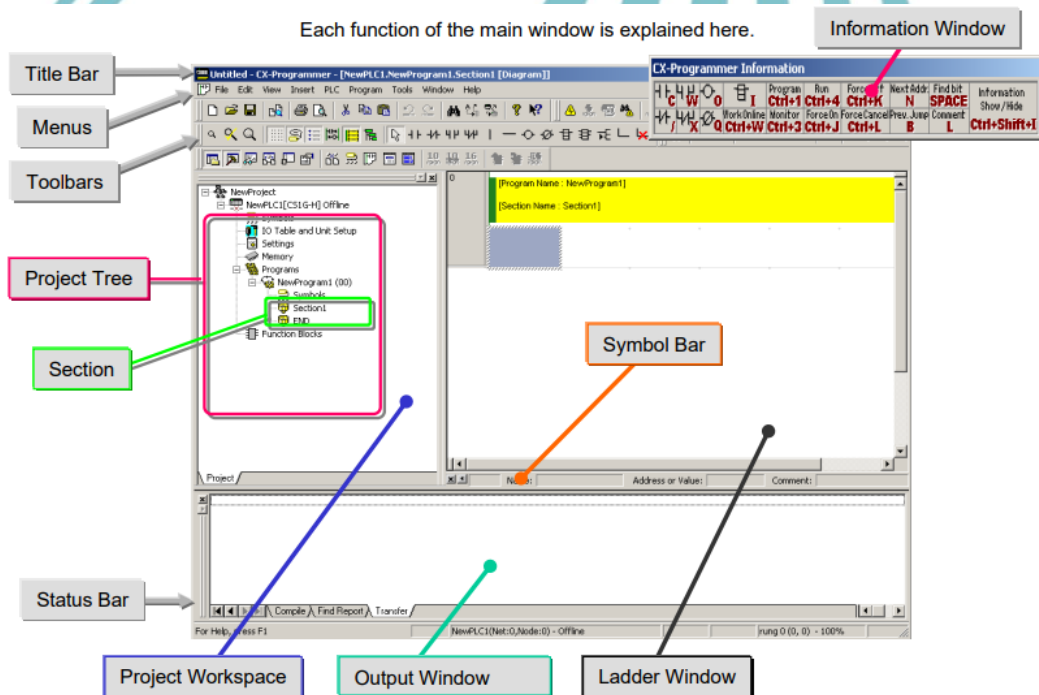 Each function of the main window is explained here.
Information Window
Title Bar
Menus
Toolbars
Project Tree
Section
Status Bar
Untitled - CX-Programmer - [NewPLC1.NewProgram1.Section1 [Diagram]]
File Edit View Insert PLC Program Tools Window Help
CX-Programmer Information
C W O I Program Ctrl+1 Run Ctrl+4 Ctrl+K Next Addr. N Find bit SPACE Information Show/Hide
/ X Q Work Online Ctrl+W Monitor Ctrl+3 Force On Ctrl+J Force Cancel Ctrl+L Prev. Jump B Comment L Ctrl+Shift+I
10 16
NewProject
NewPLC1[CS1G-H] Offline
Symbols
IO Table and Unit Setup
Settings
Memory
Programs
NewProgram1 (00)
Symbols
Section1
END
Function Blocks
Project
0
[Program Name : NewProgram1]
[Section Name : Section1]
Symbol Bar
Address or Value:
Comment:
Compile Find Report Transfer
For Help, press F1
NewPLC1(Net:0,Node:0) - Offline
rung 0 (0, 0) - 100%
Project Workspace
Output Window
Ladder Window